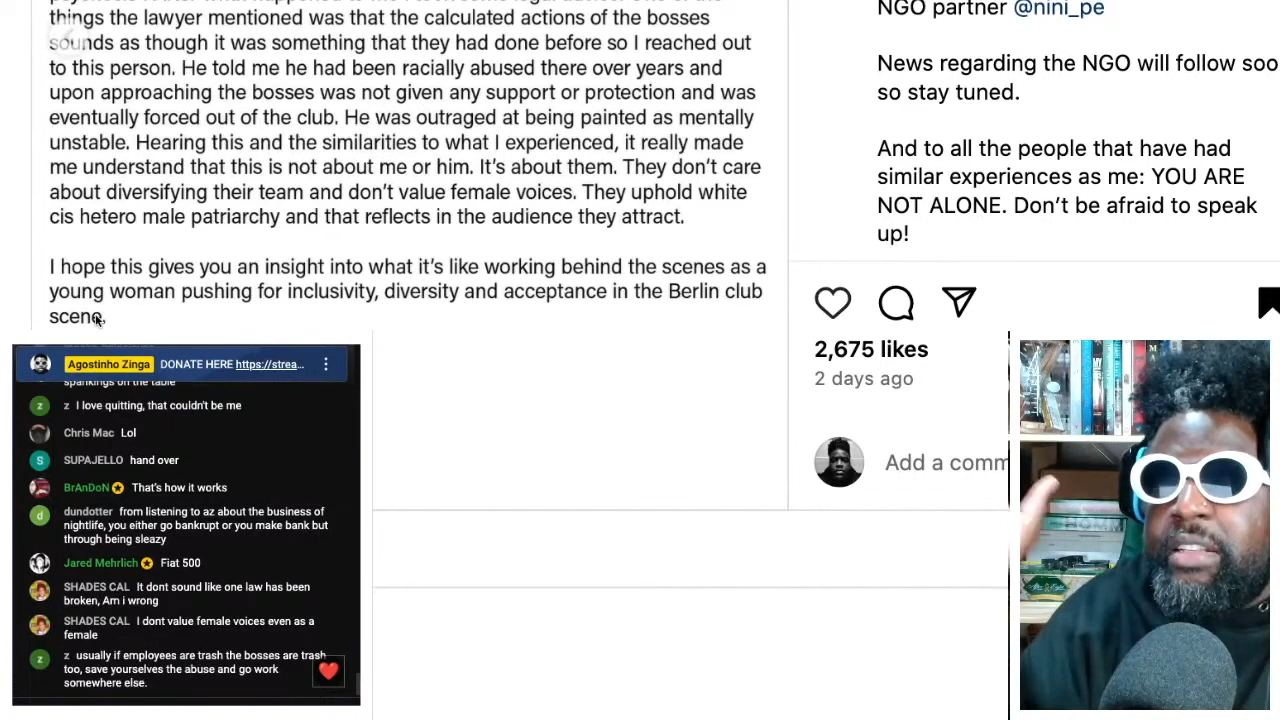 things the lawyer mentioned was that the calculated actions of the bosses
sounds as though it was something that they had done before so I reached out
to this person. He told me he had been racially abused there over years and
upon approaching the bosses was not given any support or protection and was
eventually forced out of the club. He was outraged at being painted as mentally
unstable. Hearing this and the similarities to what I experienced, it really made
me understand that this is not about me or him. It's about them. They don't care
about diversifying their team and don't value female voices. They uphold white
cis hetero male patriarchy and that reflects in the audience they attract.
I hope this gives you an insight into what it's like working behind the scenes as a
young woman pushing for inclusivity, diversity and acceptance in the Berlin club
scene.
NGO partner @nini_pe
News regarding the NGO will follow soo
so stay tuned.
And to all the people that have had
similar experiences as me: YOU ARE
NOT ALONE. Don't be afraid to speak
up!
2,675 likes
2 days ago
Add a comm
Agostinho Zinga DONATE HERE https://strea...
spankings on the table
z I love quitting, that couldn't be me
Chris Mac Lol
SUPAJELLO hand over
BrAnDoN That's how it works
dundotter from listening to az about the business of
nightlife, you either go bankrupt or you make bank but
through being sleazy
Jared Mehrlich Fiat 500
SHADES CAL It dont sound like one law has been
broken, Am i wrong
SHADES CAL I dont value female voices even as a
female
z usually if employees are trash the bosses are trash
too, save yourselves the abuse and go work
somewhere else.